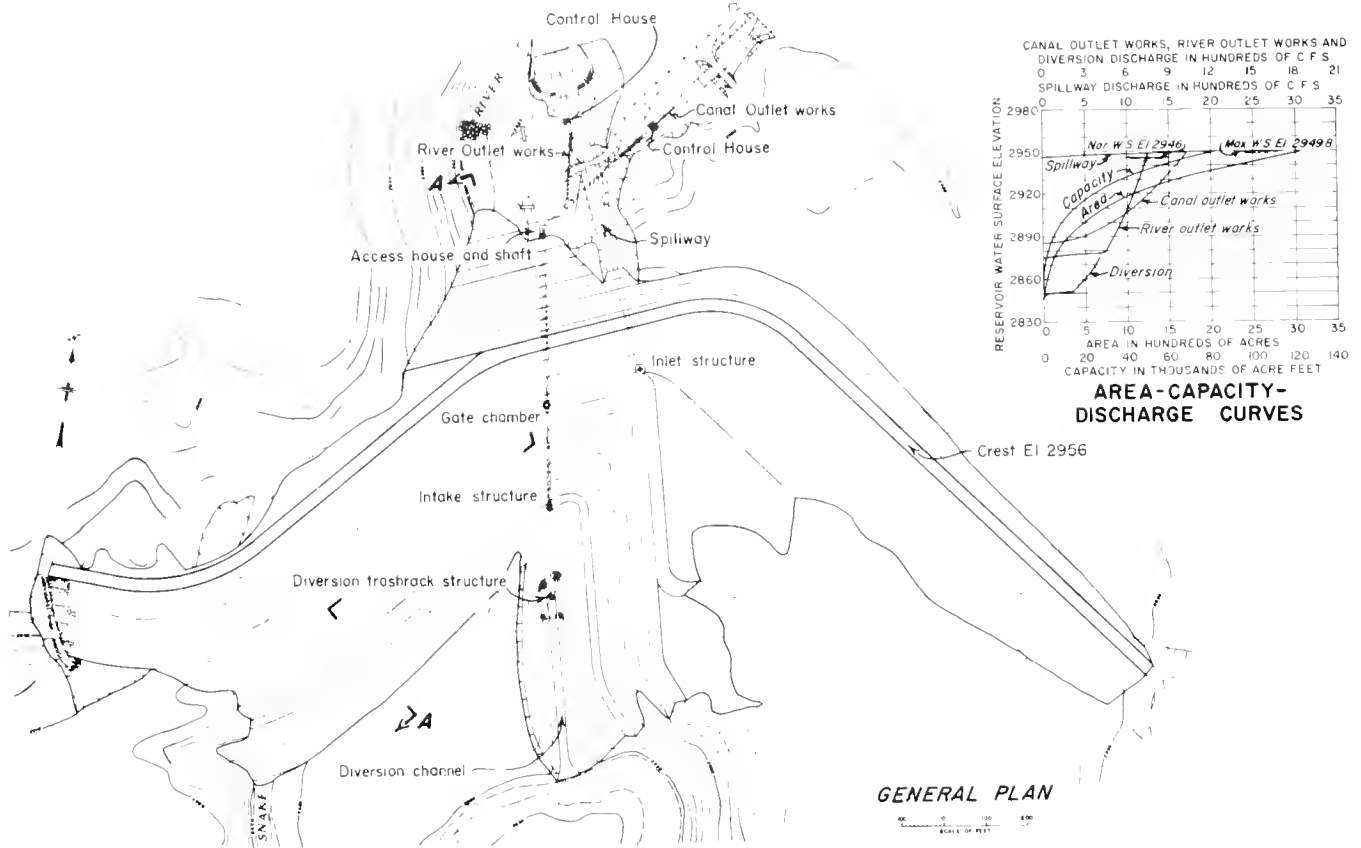 Control House
RIVER
Canal Outlet works
River Outlet works
Control House
A
Access house and shaft
Spillway
Inlet structure
Gate chamber
Crest El 2956
Intake structure
Diversion trashrack structure
A
Diversion channel
SNAKE
GENERAL PLAN
SCALE OF FEET
CANAL OUTLET WORKS, RIVER OUTLET WORKS AND
DIVERSION DISCHARGE IN HUNDREDS OF C F S
0 3 6 9 12 15 18 21
SPILLWAY DISCHARGE IN HUNDREDS OF C F S
0 5 10 15 20 25 30 35
RESERVOIR WATER SURFACE ELEVATION
2980
2950
2920
2890
2860
2830
Nor W S El 2946
Max W S El 2949 8
Spillway
Capacity
Area
Canal outlet works
River outlet works
Diversion
0 5 10 15 20 25 30 35
AREA IN HUNDREDS OF ACRES
0 20 40 60 80 100 120 140
CAPACITY IN THOUSANDS OF ACRE FEET
AREA-CAPACITY-
DISCHARGE CURVES